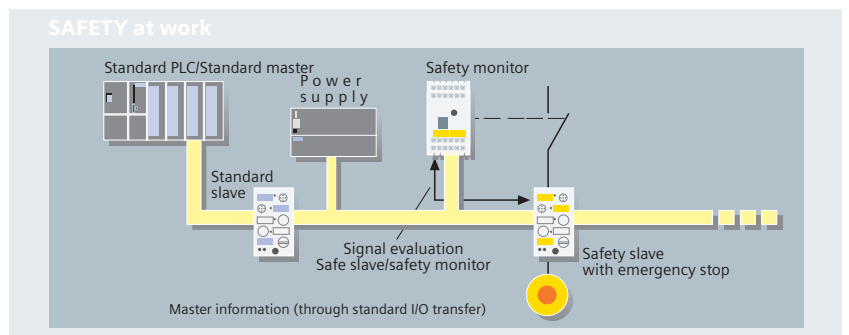 SAFETY at work
Standard PLC/Standard master
Power
supply
Safety monitor
Standard
slave
Signal evaluation
Safe slave/safety monitor
Safety slave
with emergency stop
Master information (through standard I/O transfer)